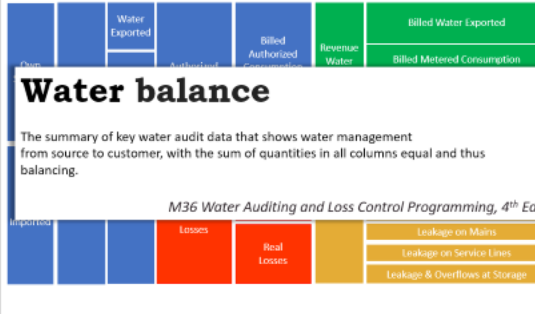 Water
Exported
Billed
Authorized
Revenue
Water
Billed Water Exported
Billed Metered Consumption
Own
Authorized
Consumption
Water balance
The summary of key water audit data that shows water management
from source to customer, with the sum of quantities in all columns equal and thus
balancing.
M36 Water Auditing and Loss Control Programming, 4th Ed
Imported
Losses
Real
Losses
Leakage on Mains
Leakage on Service Lines
Leakage & Overflows at Storage